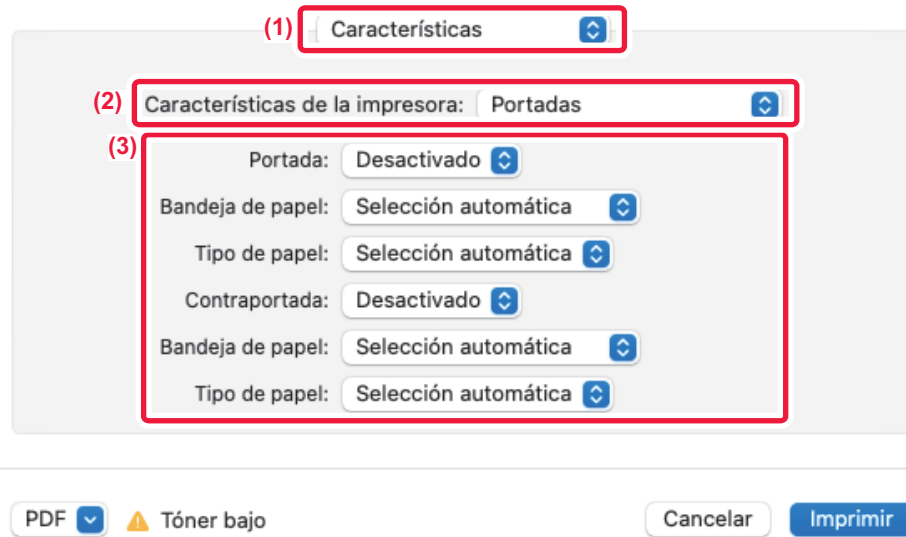 (1) Características
(2) Características de la impresora: Portadas
(3)
Portada: Desactivado
Bandeja de papel: Selección automática
Tipo de papel: Selección automática
Contraportada: Desactivado
Bandeja de papel: Selección automática
Tipo de papel: Selección automática
PDF Tóner bajo Cancelar Imprimir